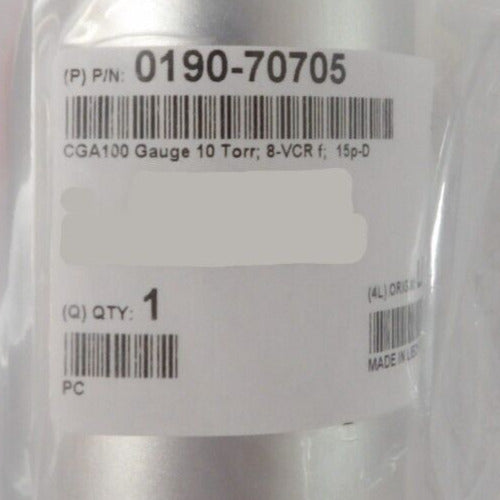 (P) P/N: 0190-70705
CGA100 Gauge 10 Torr; 8-VCR f; 15p-D
(Q) QTY: 1
PC
(4L) ORIG
MADE IN